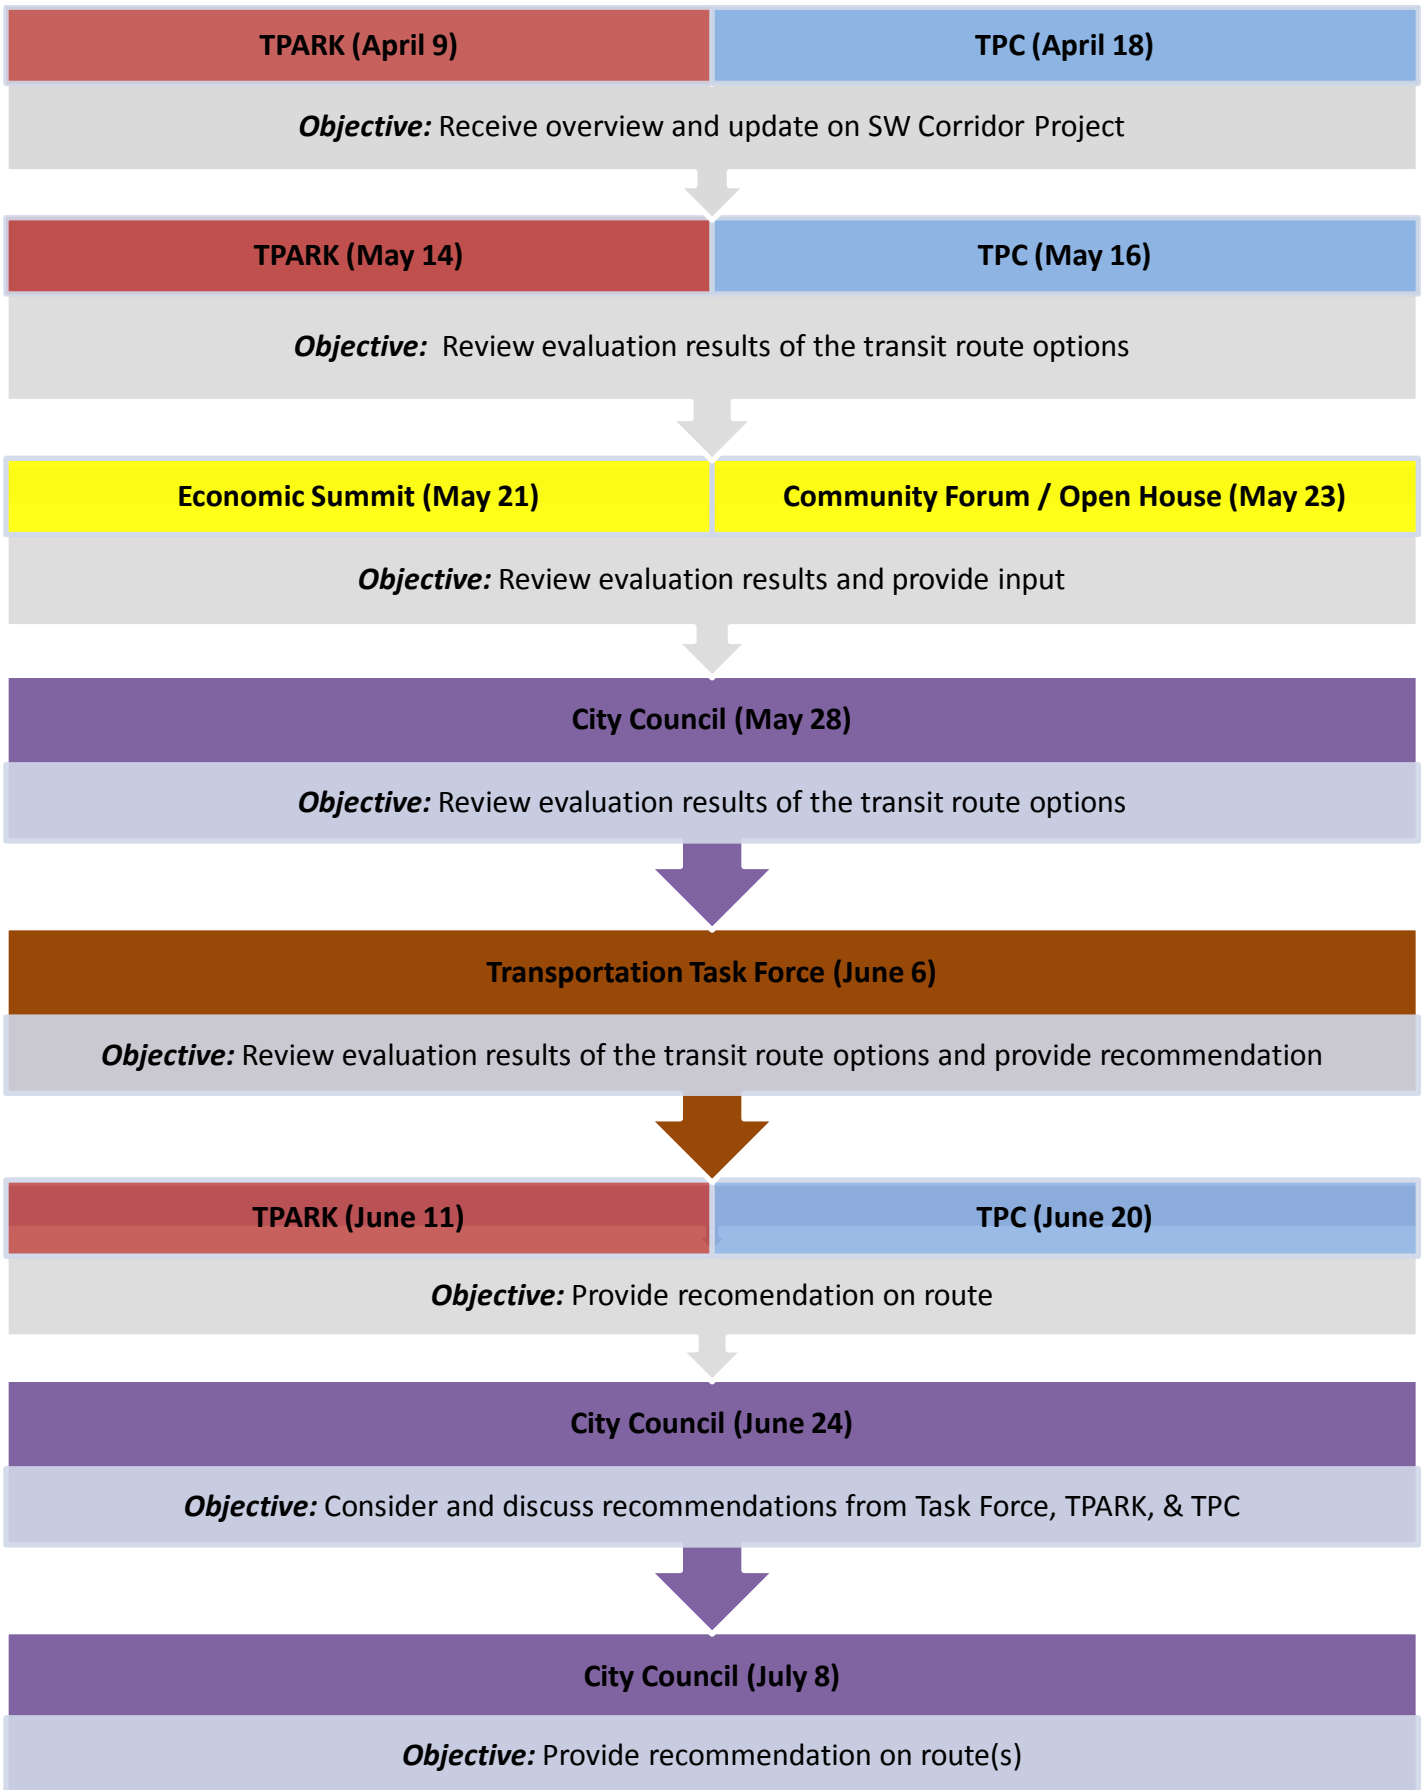 TPARK (April 9)
TPC (April 18)
Objective: Receive overview and update on SW Corridor Project
TPARK (May 14)
TPC (May 16)
Objective: Review evaluation results of the transit route options
Economic Summit (May 21)
Community Forum / Open House (May 23)
Objective: Review evaluation results and provide input
City Council (May 28)
Objective: Review evaluation results of the transit route options
Transportation Task Force (June 6)
Objective: Review evaluation results of the transit route options and provide recommendation
TPARK (June 11)
TPC (June 20)
Objective: Provide recomendation on route
City Council (June 24)
Objective: Consider and discuss recommendations from Task Force, TPARK, & TPC
City Council (July 8)
Objective: Provide recommendation on route(s)